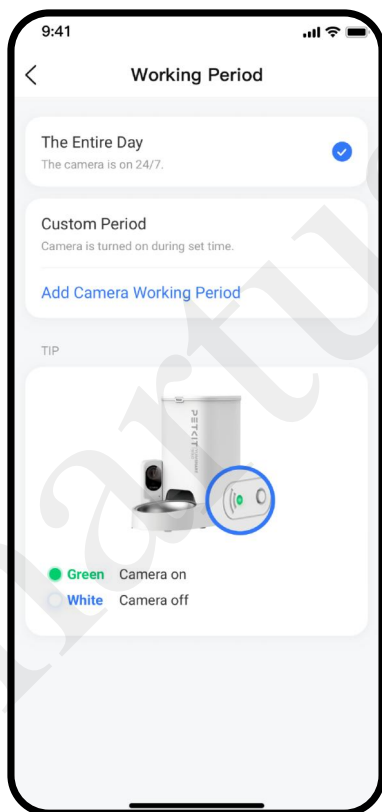 9:41
Working Period
The Entire Day
The camera is on 24/7.
Custom Period
Camera is turned on during set time.
Add Camera Working Period
TIP
PETKIT
Green Camera on
White Camera off